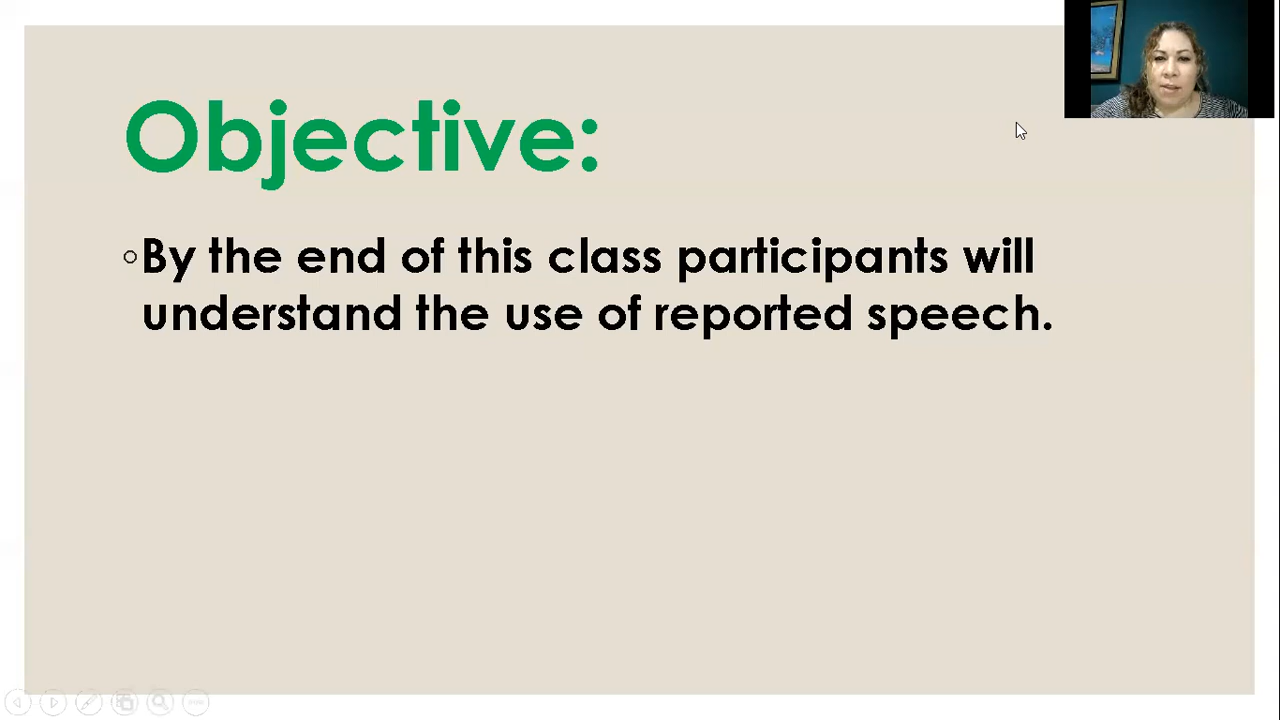 Objective:
By the end of this class participants will
understand the use of reported speech.